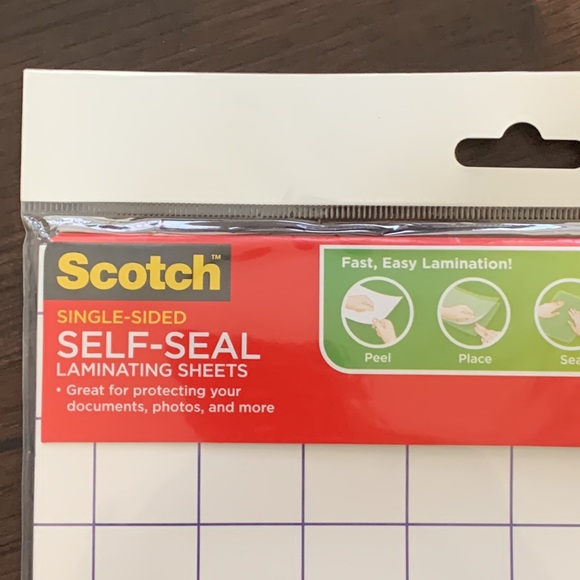 Scotch™
SINGLE-SIDED
SELF-SEAL
LAMINATING SHEETS
• Great for protecting your
documents, photos, and more
Fast, Easy Lamination!
Peel
Place